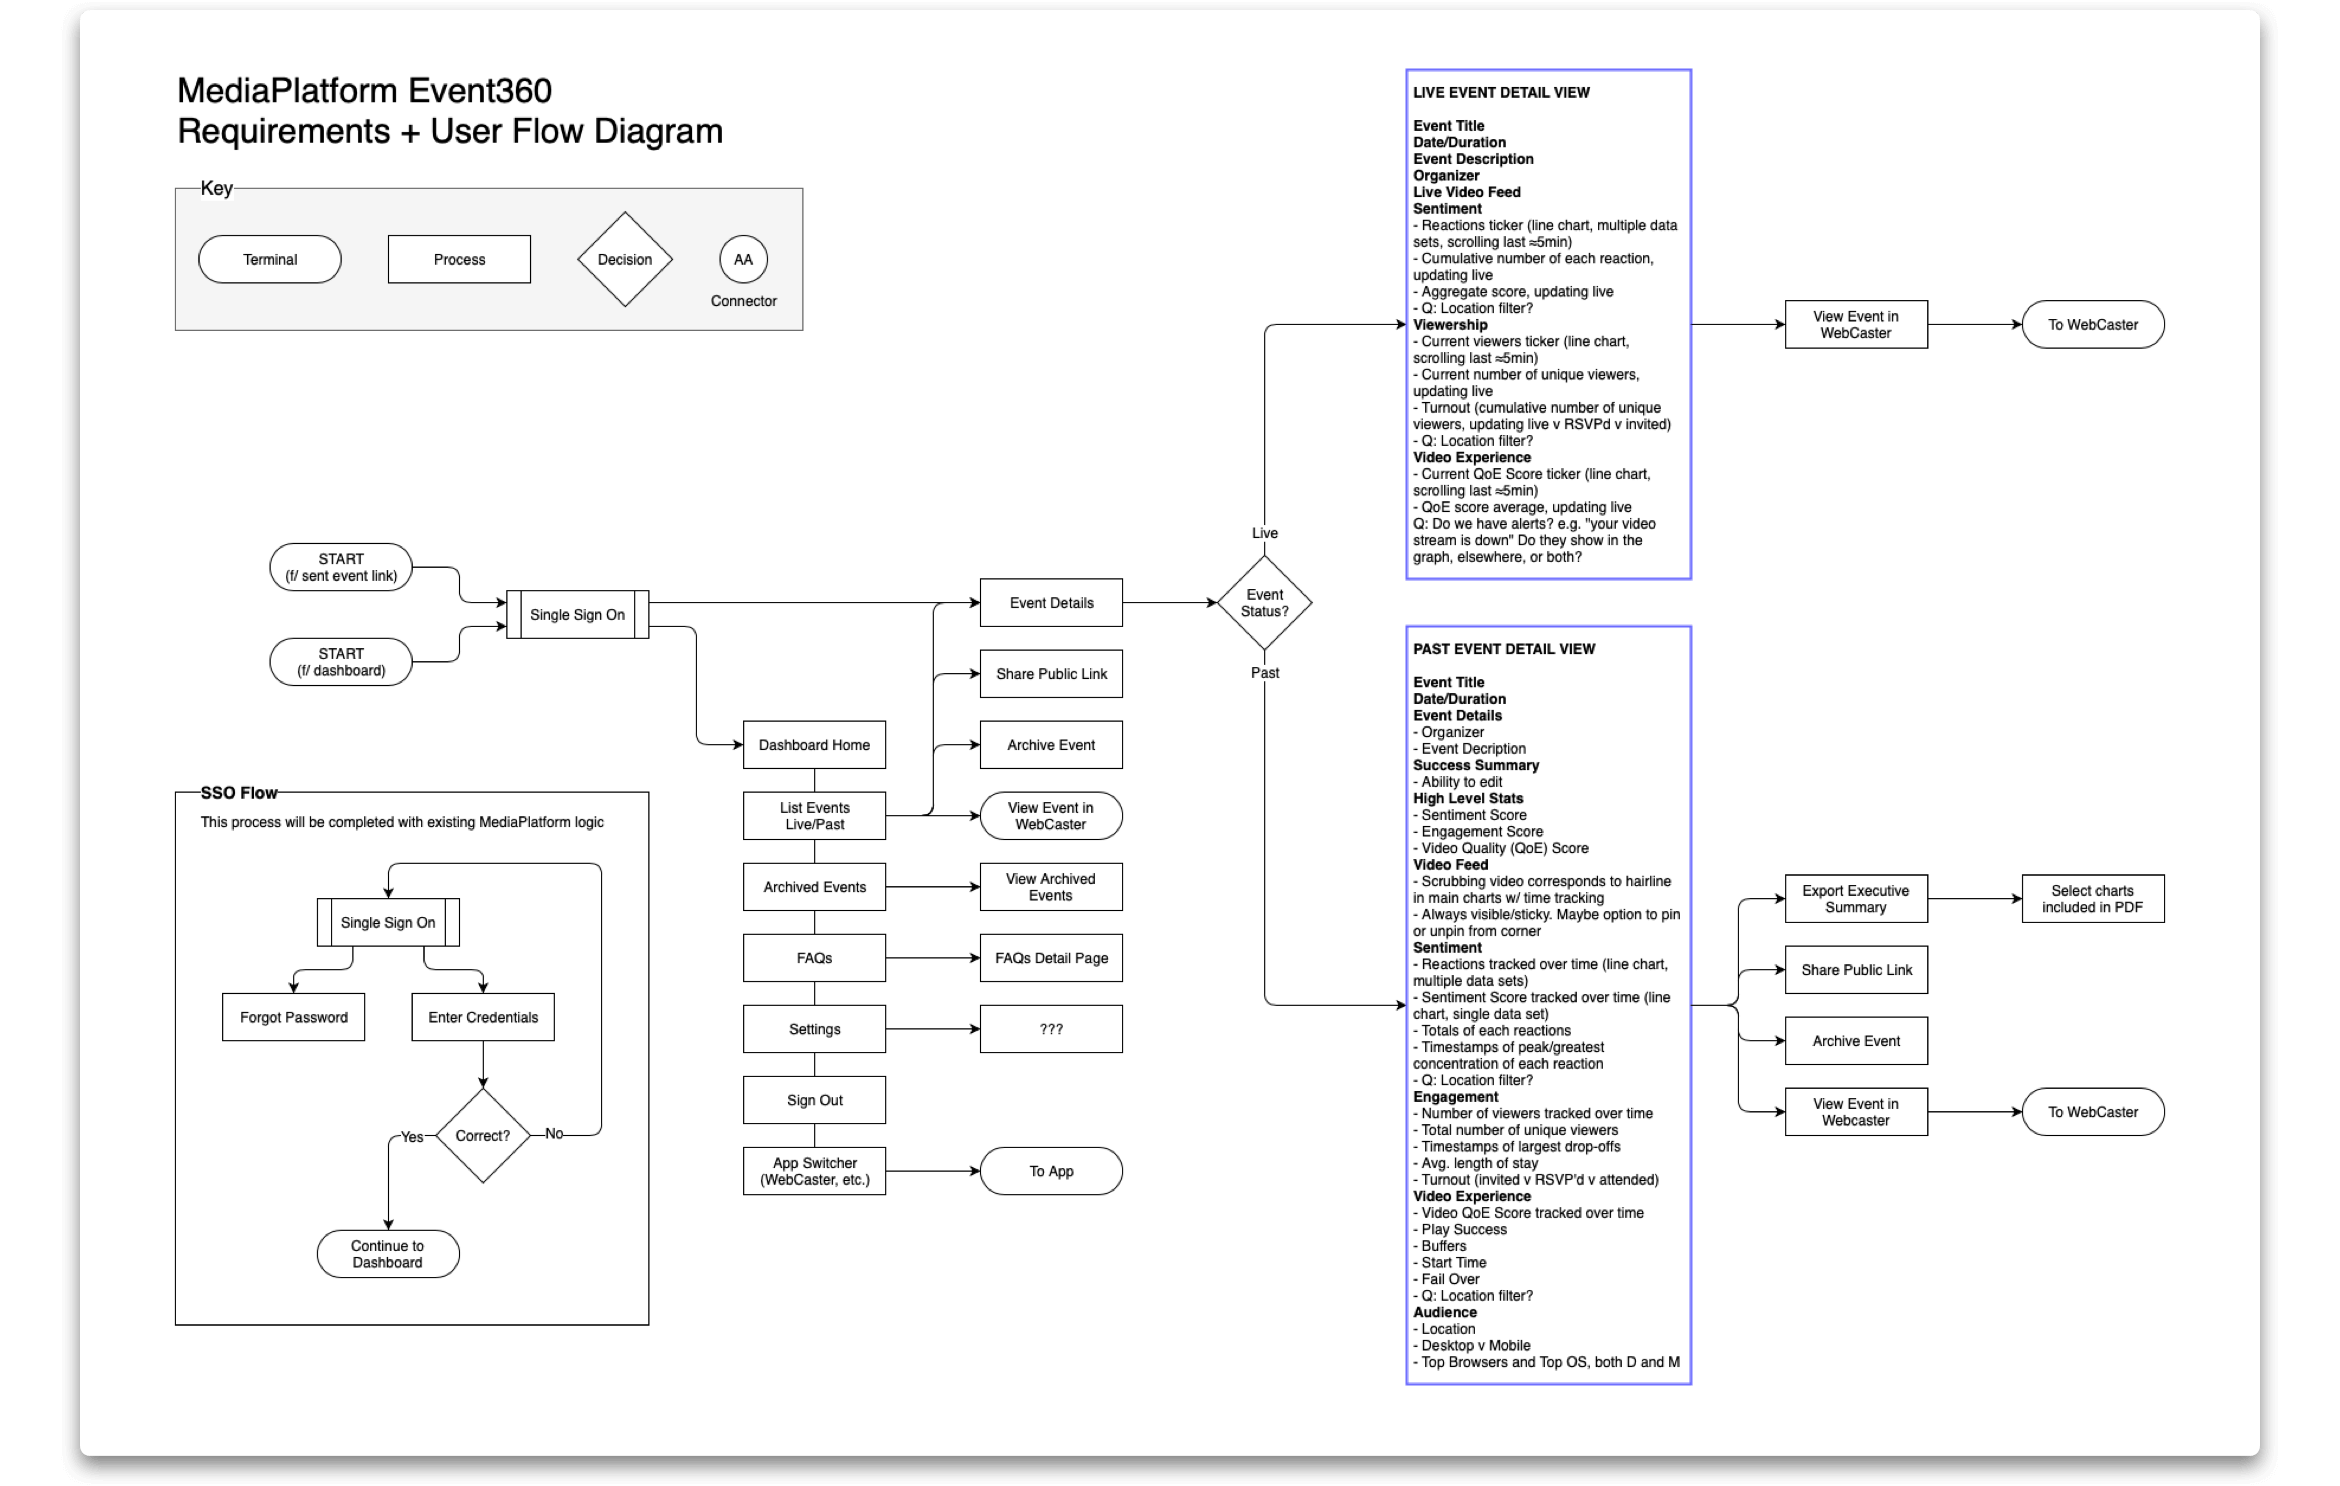 MediaPlatform Event360
Requirements + User Flow Diagram
Key
Terminal
Process
Decision
AA
Connector
START
(f/ sent event link)
START
(f/ dashboard)
Single Sign On
Dashboard Home
List Events
Live/Past
Archived Events
FAQs
Settings
Sign Out
App Switcher
(WebCaster, etc.)
Event Details
Share Public Link
Archive Event
View Event in
WebCaster
View Archived
Events
FAQs Detail Page
???
To App
Event
Status?
Live
Past
SSO Flow
This process will be completed with existing MediaPlatform logic
Single Sign On
Forgot Password
Enter Credentials
Correct?
Yes
No
Continue to
Dashboard
LIVE EVENT DETAIL VIEW
Event Title
Date/Duration
Event Description
Organizer
Live Video Feed
Sentiment
- Reactions ticker (line chart, multiple data
sets, scrolling last ≈5min)
- Cumulative number of each reaction,
updating live
- Aggregate score, updating live
- Q: Location filter?
Viewership
- Current viewers ticker (line chart,
scrolling last ≈5min)
- Current number of unique viewers,
updating live
- Turnout (cumulative number of unique
viewers, updating live v RSVPd v invited)
- Q: Location filter?
Video Experience
- Current QoE Score ticker (line chart,
scrolling last ≈5min)
- QoE score average, updating live
Q: Do we have alerts? e.g. "your video
stream is down" Do they show in the
graph, elsewhere, or both?
View Event in
WebCaster
To WebCaster
PAST EVENT DETAIL VIEW
Event Title
Date/Duration
Event Details
- Organizer
- Event Decription
Success Summary
- Ability to edit
High Level Stats
- Sentiment Score
- Engagement Score
- Video Quality (QoE) Score
Video Feed
- Scrubbing video corresponds to hairline
in main charts w/ time tracking
- Always visible/sticky. Maybe option to pin
or unpin from corner
Sentiment
- Reactions tracked over time (line chart,
multiple data sets)
- Sentiment Score tracked over time (line
chart, single data set)
- Totals of each reactions
- Timestamps of peak/greatest
concentration of each reaction
- Q: Location filter?
Engagement
- Number of viewers tracked over time
- Total number of unique viewers
- Timestamps of largest drop-offs
- Avg. length of stay
- Turnout (invited v RSVP'd v attended)
Video Experience
- Video QoE Score tracked over time
- Play Success
- Buffers
- Start Time
- Fail Over
- Q: Location filter?
Audience
- Location
- Desktop v Mobile
- Top Browsers and Top OS, both D and M
Export Executive
Summary
Select charts
included in PDF
Share Public Link
Archive Event
View Event in
Webcaster
To WebCaster